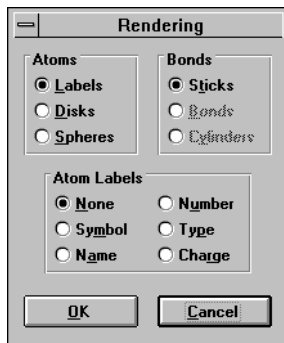 Rendering
Atoms
Labels
Disks
Spheres
Bonds
Sticks
Bonds
Cylinders
Atom Labels
None
Symbol
Name
Number
Type
Charge
OK
Cancel